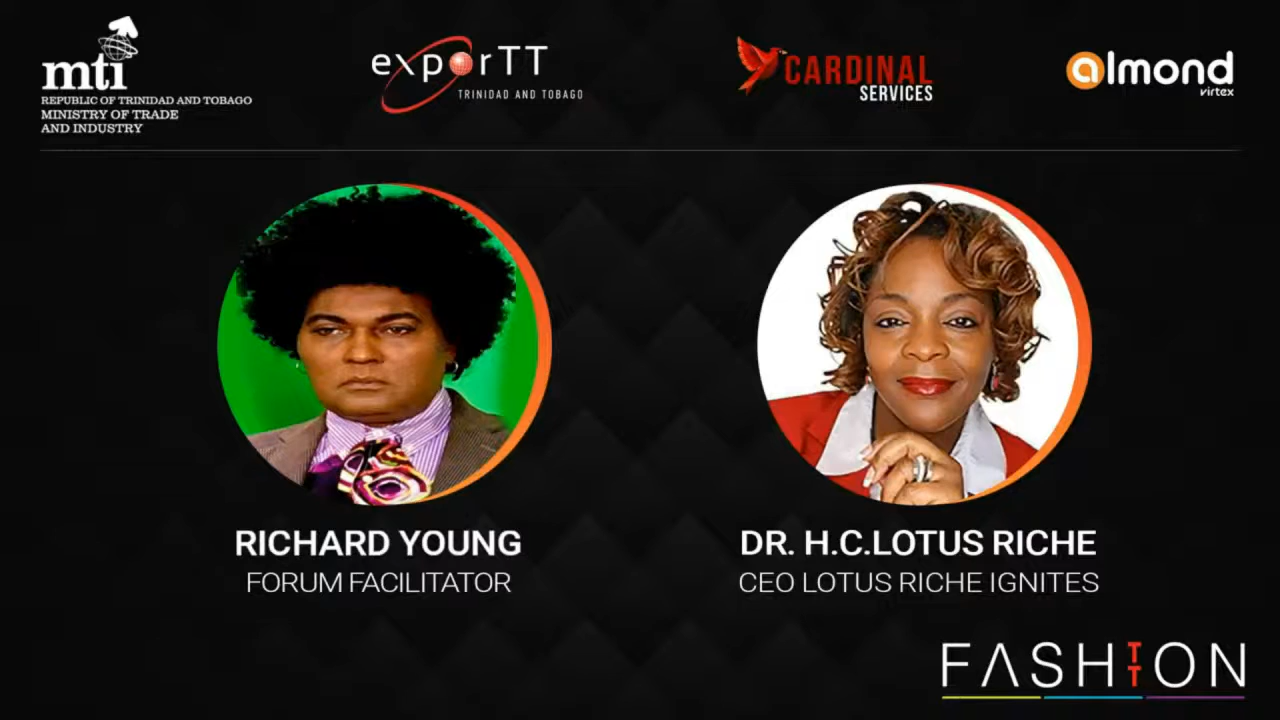 mti
REPUBLIC OF TRINIDAD AND TOBAGO
MINISTRY OF TRADE
AND INDUSTRY
exporTT
TRINIDAD AND TOBAGO
CARDINAL
SERVICES
almond
virtex
RICHARD YOUNG
FORUM FACILITATOR
DR. H.C.LOTUS RICHE
CEO LOTUS RICHE IGNITES
FASHTTON